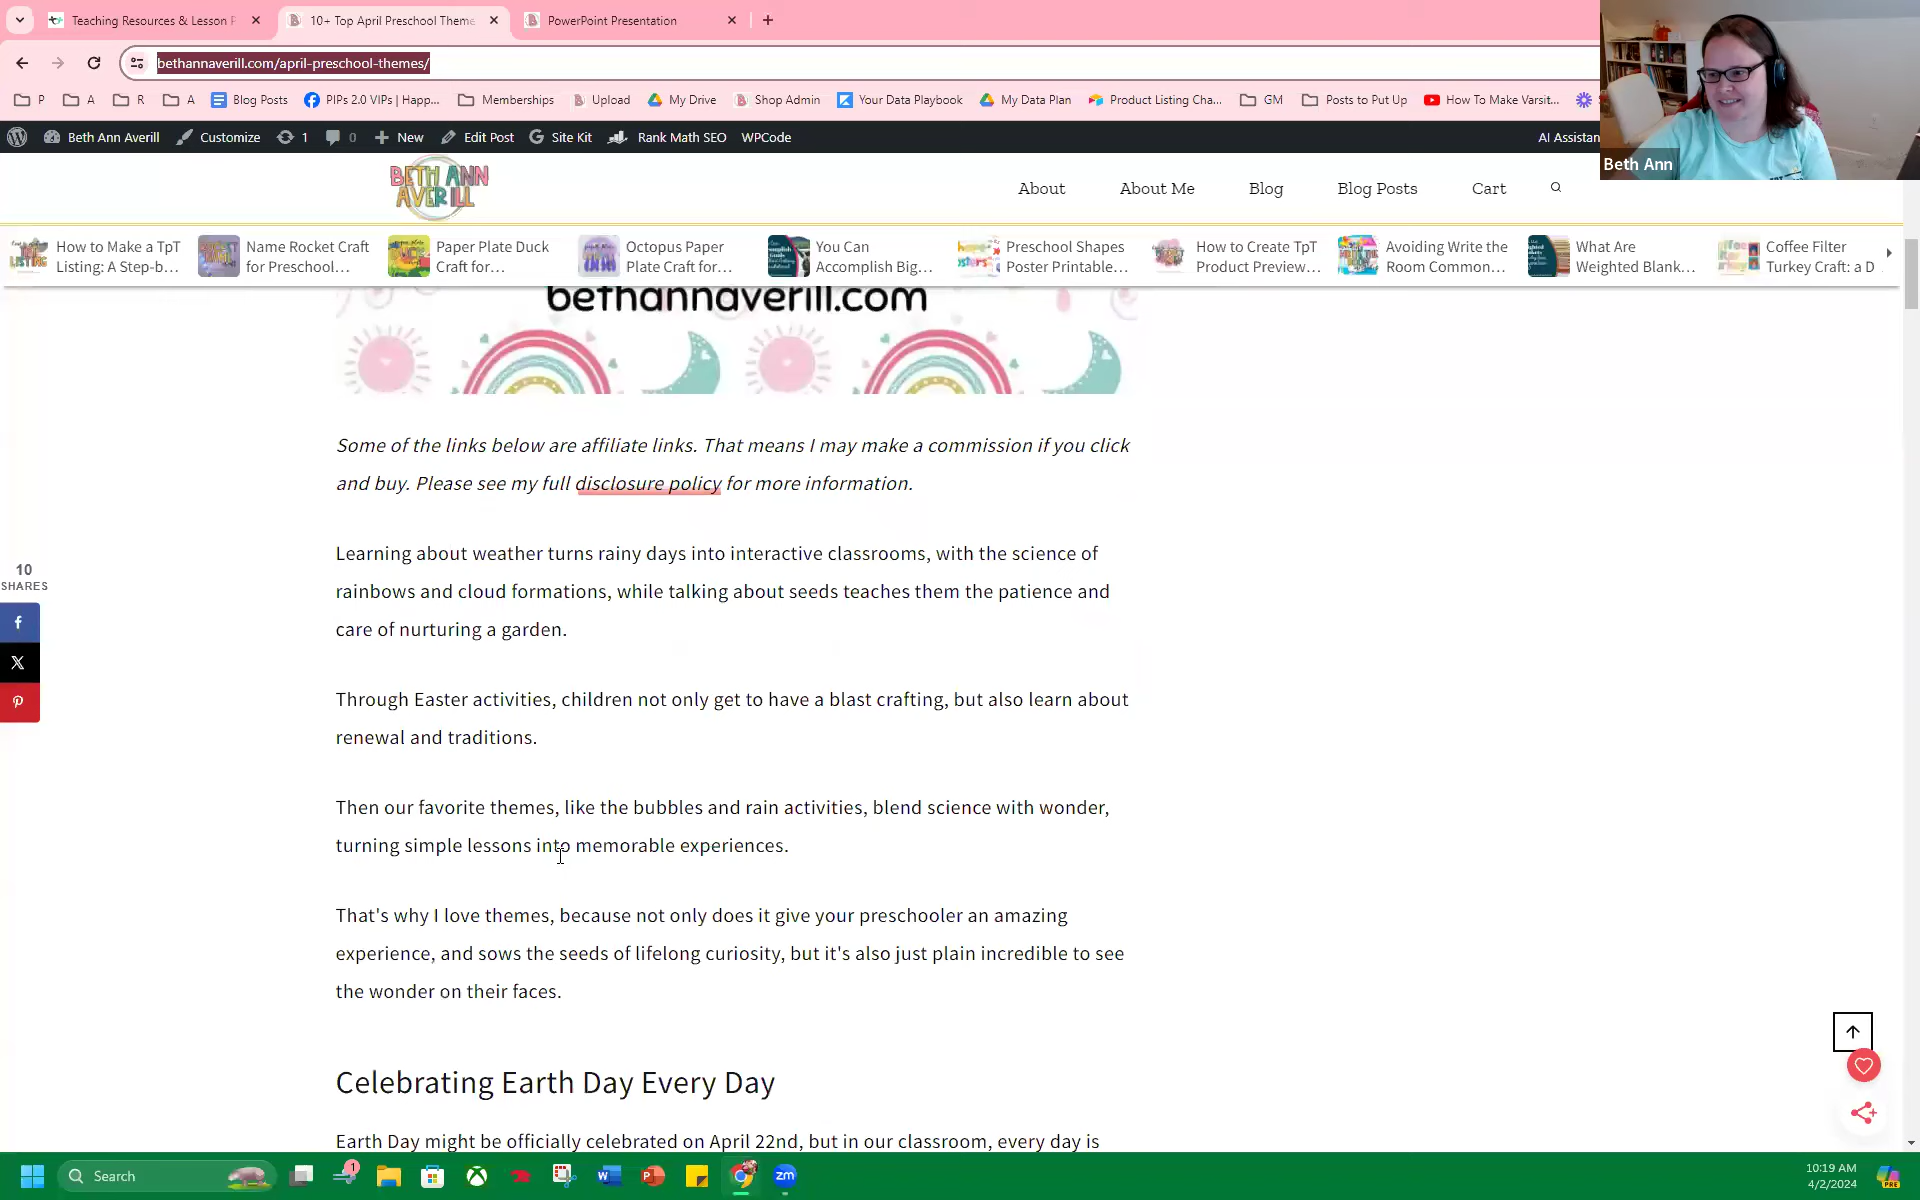 Teaching Resources & Lesson P
10+ Top April Preschool Theme
PowerPoint Presentation
bethannaverill.com/april-preschool-themes/
P
A
R
A
Blog Posts
PIPs 2.0 VIPs | Happ...
Memberships
Upload
My Drive
Shop Admin
Your Data Playbook
My Data Plan
Product Listing Cha...
GM
Posts to Put Up
How To Make Varsit...
Beth Ann Averill
Customize
1
0
New
Edit Post
Site Kit
Rank Math SEO
WPCode
AI Assistan
Beth Ann
BETH ANN
AVERILL
About
About Me
Blog
Blog Posts
Cart
How to Make a TpT
Listing: A Step-b...
Name Rocket Craft
for Preschool...
Paper Plate Duck
Craft for...
Octopus Paper
Plate Craft for...
You Can
Accomplish Big...
Preschool Shapes
Poster Printable...
How to Create TpT
Product Preview...
Avoiding Write the
Room Common...
What Are
Weighted Blank...
Coffee Filter
Turkey Craft: a D
bethannaverill.com
Some of the links below are affiliate links. That means I may make a commission if you click
and buy. Please see my full disclosure policy for more information.
Learning about weather turns rainy days into interactive classrooms, with the science of
rainbows and cloud formations, while talking about seeds teaches them the patience and
care of nurturing a garden.
10
SHARES
Through Easter activities, children not only get to have a blast crafting, but also learn about
renewal and traditions.
Then our favorite themes, like the bubbles and rain activities, blend science with wonder,
turning simple lessons into memorable experiences.
That's why I love themes, because not only does it give your preschooler an amazing
experience, and sows the seeds of lifelong curiosity, but it's also just plain incredible to see
the wonder on their faces.
Celebrating Earth Day Every Day
Earth Day might be officially celebrated on April 22nd, but in our classroom, every day is
Search
1
zm
10:19 AM
4/2/2024
PRE